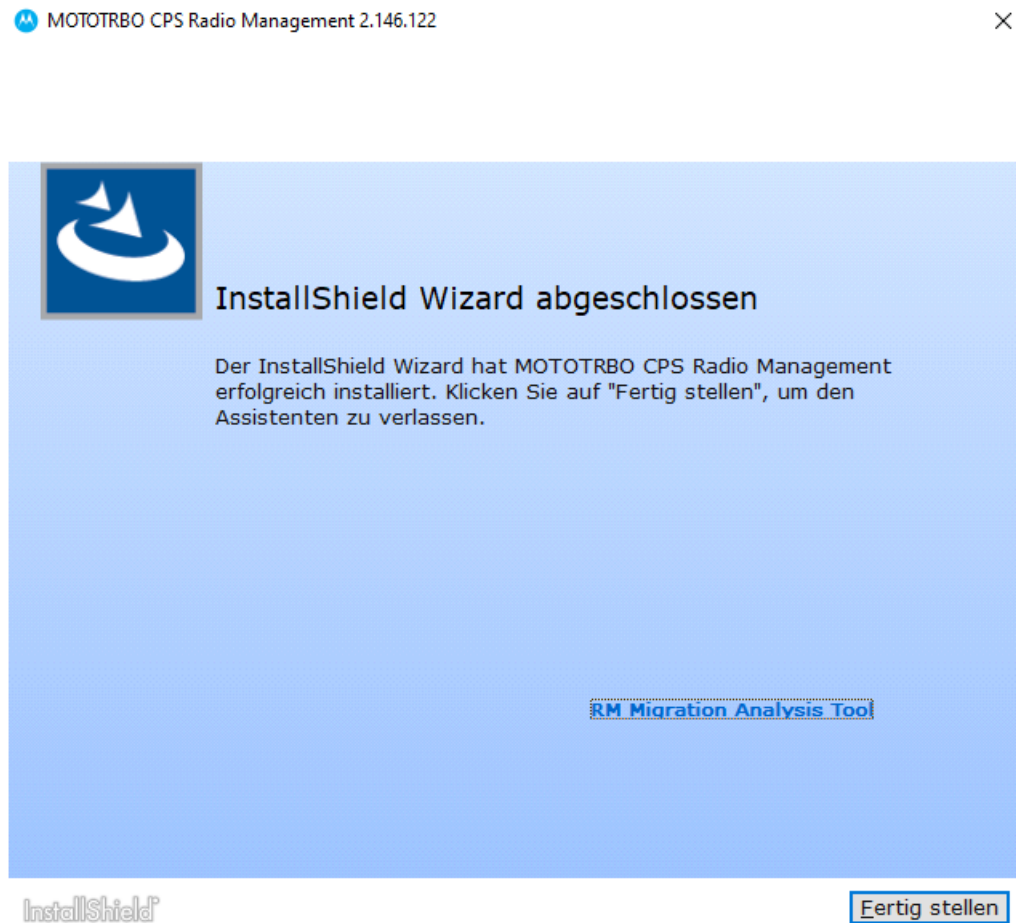 MOTOTRBO CPS Radio Management 2.146.122
InstallShield Wizard abgeschlossen
Der InstallShield Wizard hat MOTOTRBO CPS Radio Management
erfolgreich installiert. Klicken Sie auf "Fertig stellen", um den
Assistenten zu verlassen.
RM Migration Analysis Tool
InstallShield
Fertig stellen